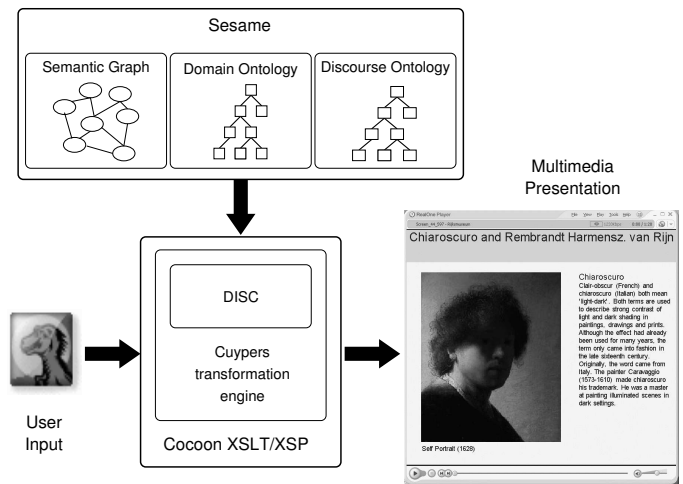 Sesame
Semantic Graph
Domain Ontology
Discourse Ontology
Multimedia
Presentation
RealOne Player
File View Play Tools Help
Chiaroscuro and Rembrandt Harmensz. van Rijn
Chiaroscuro
Clair-obscur (French) and
chiaroscuro (Italian) both mean
'light-dark'. Both terms are used
to describe strong contrast of
light and dark shading in
paintings, drawings and prints.
Although the effect had already
been used for many years, the
term only came into fashion in
the late sixteenth century.
Originally, the word came from
Italy. The painter Caravaggio
(1573-1610) made chiaroscuro
his trademark. He was a master
at painting illuminated scenes in
dark settings.
Self Portrait (1628)
DISC
Cuypers
transformation
engine
Cocoon XSLT/XSP
User
Input